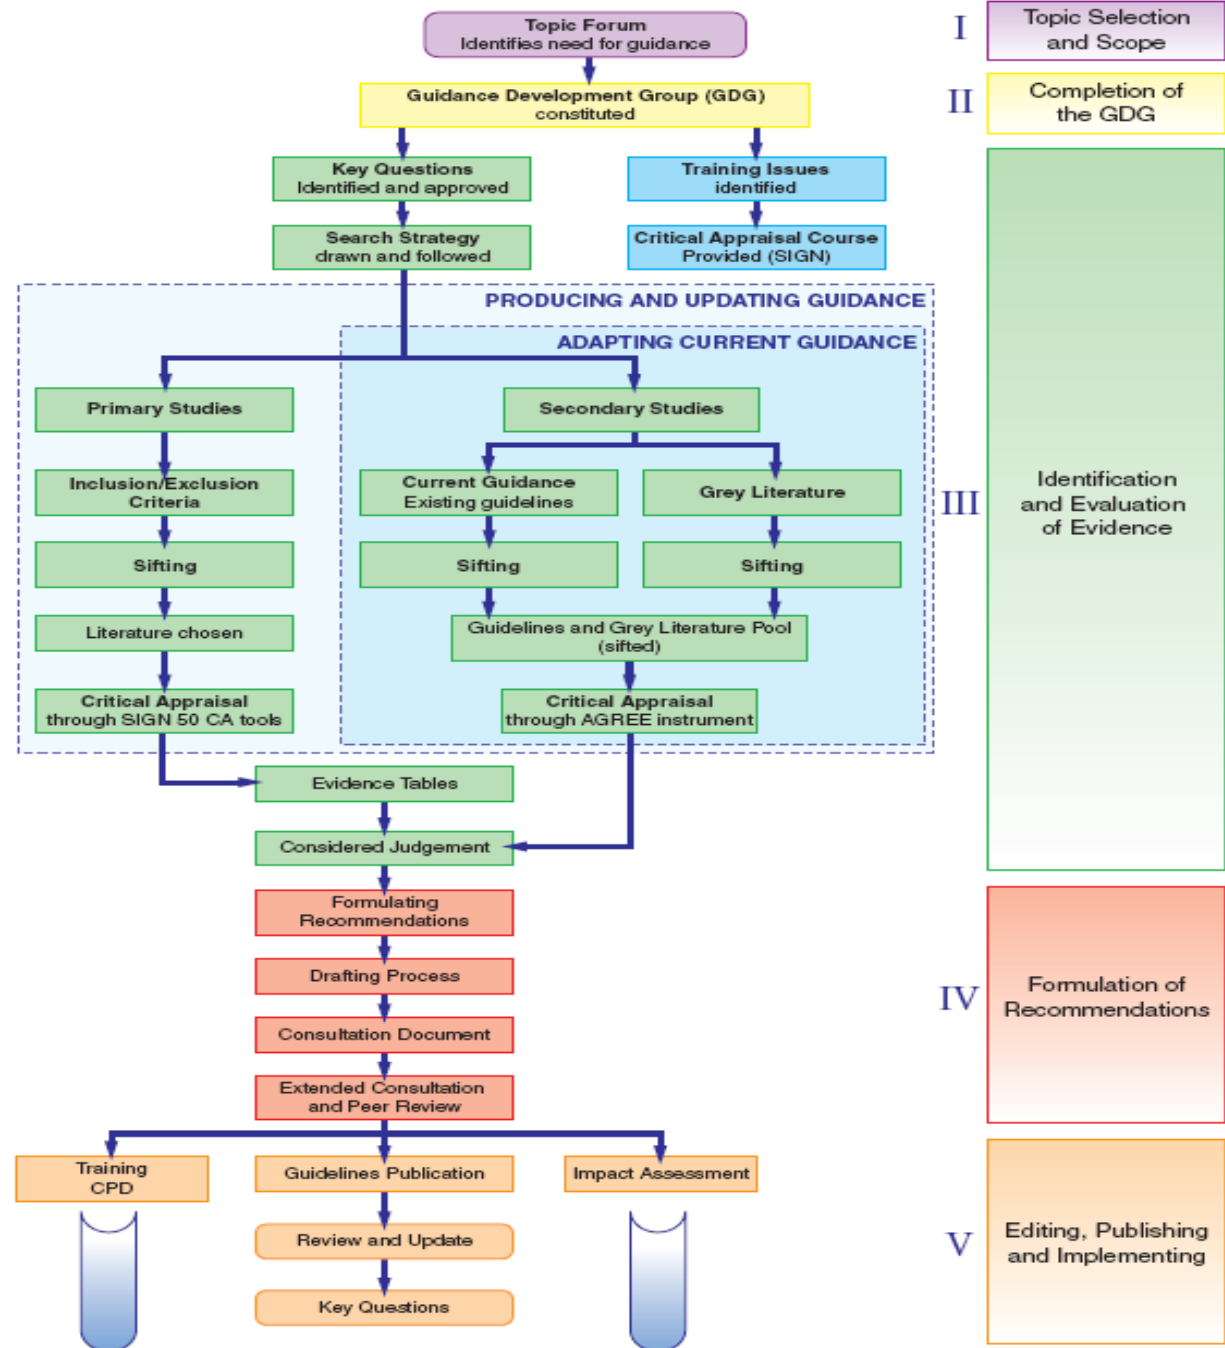 Topic Forum
Identifies need for guidance
I
Topic Selection
and Scope
Guidance Development Group (GDG)
constituted
II
Completion of
the GDG
Key Questions
Identified and approved
Training Issues
identified
Search Strategy
drawn and followed
Critical Appraisal Course
Provided (SIGN)
PRODUCING AND UPDATING GUIDANCE
ADAPTING CURRENT GUIDANCE
Primary Studies
Secondary Studies
Inclusion/Exclusion
Criteria
Current Guidance
Existing guidelines
Grey Literature
III
Identification
and Evaluation
of Evidence
Sifting
Sifting
Sifting
Literature chosen
Guidelines and Grey Literature Pool
(sifted)
Critical Appraisal
through SIGN 50 CA tools
Critical Appraisal
through AGREE instrument
Evidence Tables
Considered Judgement
Formulating
Recommendations
Drafting Process
Consultation Document
Extended Consultation
and Peer Review
IV
Formulation of
Recommendations
Training
CPD
Guidelines Publication
Impact Assessment
Review and Update
Key Questions
V
Editing, Publishing
and Implementing